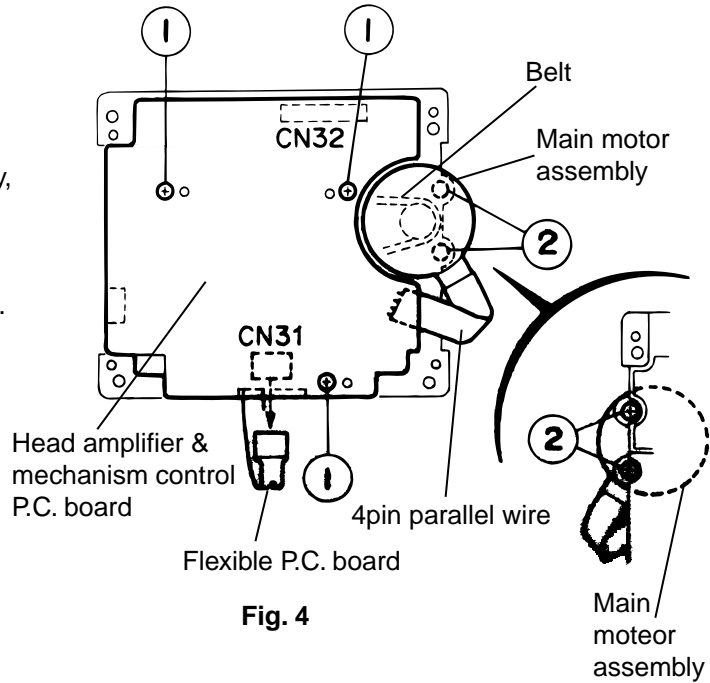 1
1
Belt
CN32
Main motor
assembly
y,
2
.
CN31
2
Head amplifier &
mechanism control
P.C. board
1
4pin parallel wire
Flexible P.C. board
Fig. 4
Main
moteor
assembly